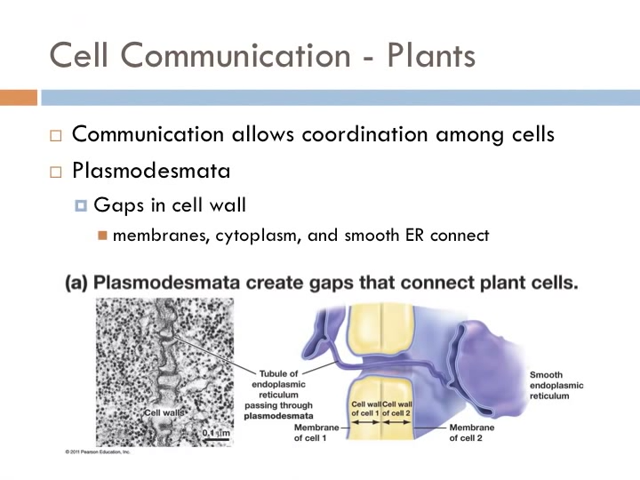 Cell Communication - Plants
Communication allows coordination among cells
Plasmodesmata
Gaps in cell wall
membranes, cytoplasm, and smooth ER connect
(a) Plasmodesmata create gaps that connect plant cells.
Tubule of
endoplasmic
reticulum
passing through
plasmodesmata
Smooth
endoplasmic
reticulum
Cell walls
Cell wall
of cell 1
Cell wall
of cell 2
Membrane
of cell 1
Membrane
of cell 2
© 2011 Pearson Education, Inc.